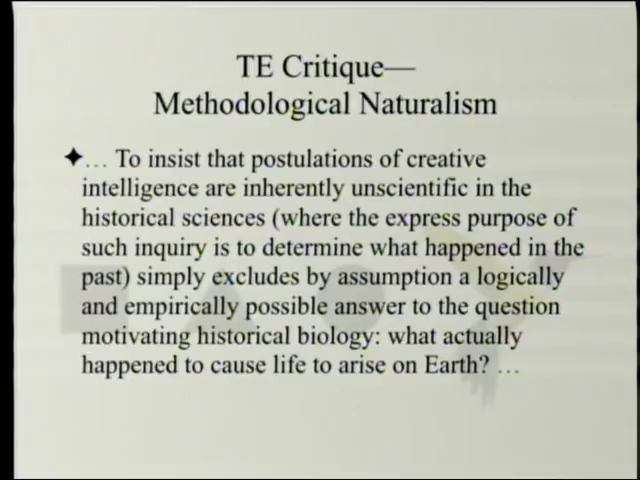 TE Critique—
Methodological Naturalism
✦… To insist that postulations of creative
intelligence are inherently unscientific in the
historical sciences (where the express purpose of
such inquiry is to determine what happened in the
past) simply excludes by assumption a logically
and empirically possible answer to the question
motivating historical biology: what actually
happened to cause life to arise on Earth? …